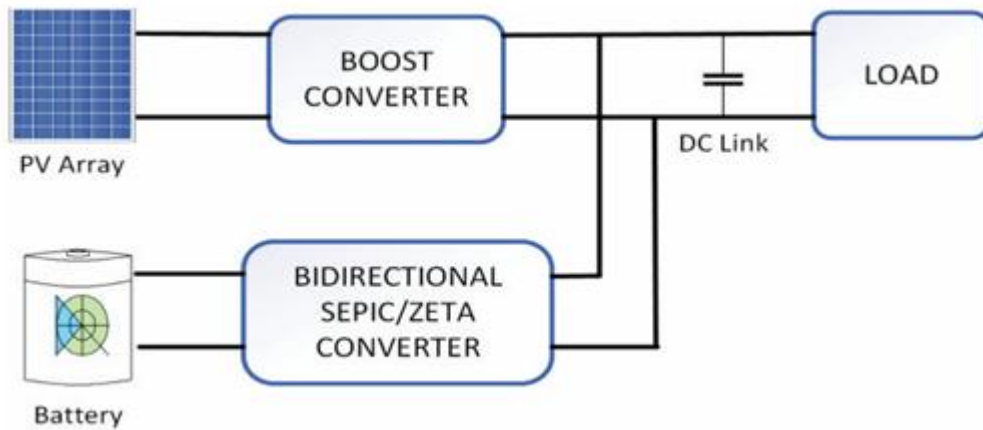 BOOST
CONVERTER
LOAD
DC Link
PV Array
BIDIRECTIONAL
SEPIC/ZETA
CONVERTER
Battery